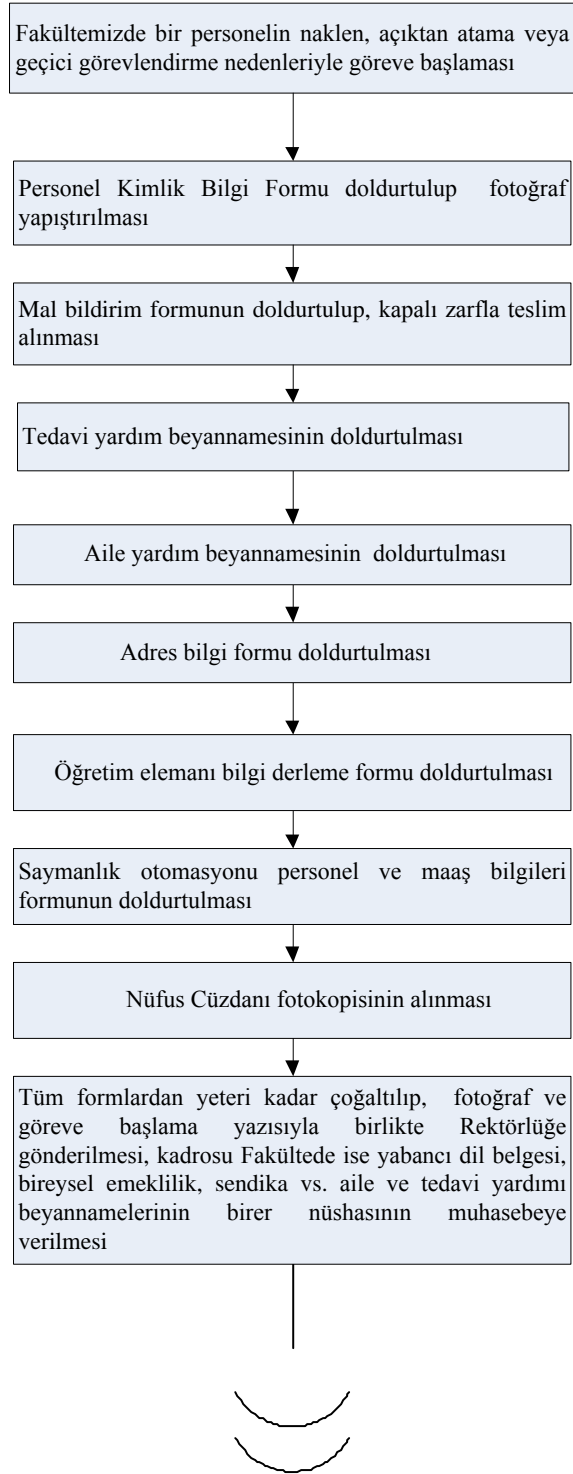 Fakültemizde bir personelin naklen, açıktan atama veya
geçici görevlendirme nedenleriyle göreve başlaması
Personel Kimlik Bilgi Formu doldurtulup fotoğraf
yapıştırılması
Mal bildirim formunun doldurtulup, kapalı zarfla teslim
alınması
Tedavi yardım beyannamesinin doldurtulması
Aile yardım beyannamesinin doldurtulması
Adres bilgi formu doldurtulması
Öğretim elemanı bilgi derleme formu doldurtulması
Saymanlık otomasyonu personel ve maaş bilgileri
formunun doldurtulması
Nüfus Cüzdanı fotokopisinin alınması
Tüm formlardan yeteri kadar çoğaltılıp, fotoğraf ve
göreve başlama yazısıyla birlikte Rektörlüğe
gönderilmesi, kadrosu Fakültede ise yabancı dil belgesi,
bireysel emeklilik, sendika vs. aile ve tedavi yardımı
beyannamelerinin birer nüshasının muhasebeye
verilmesi